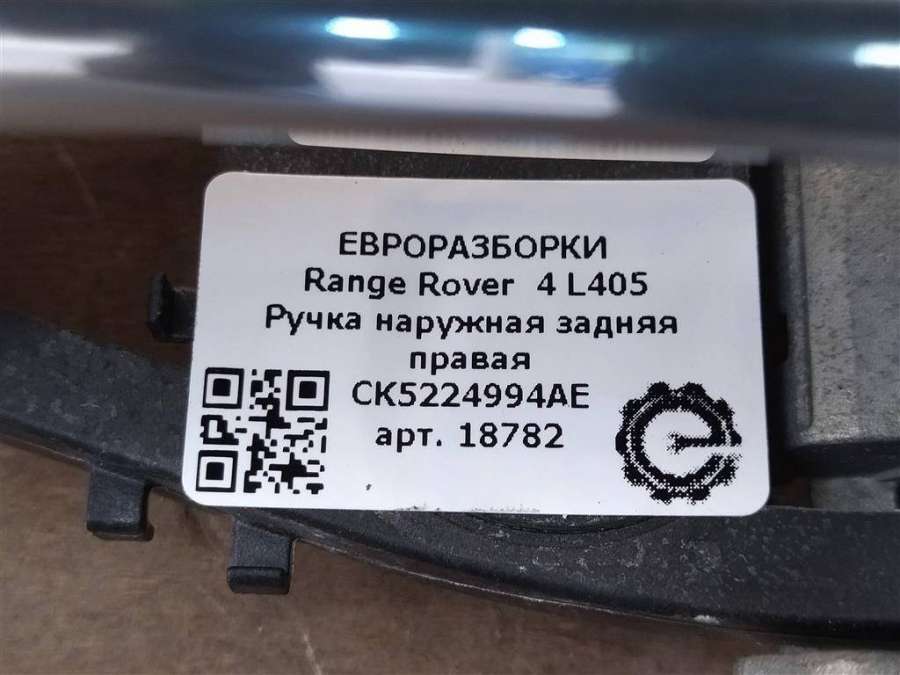 ЕВРОРАЗБОРКИ
Range Rover 4 L405
Ручка наружная задняя
правая
CK5224994AE
арт. 18782